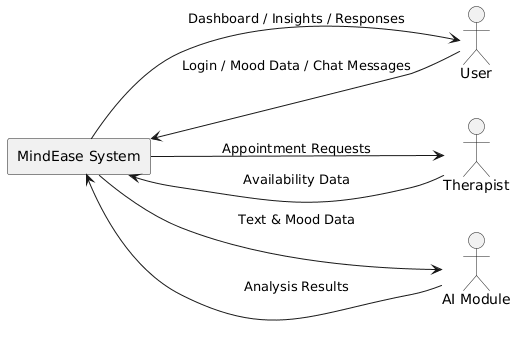 Dashboard / Insights / Responses
User
Login / Mood Data / Chat Messages
MindEase System
Appointment Requests
Availability Data
Therapist
Text & Mood Data
Analysis Results
AI Module